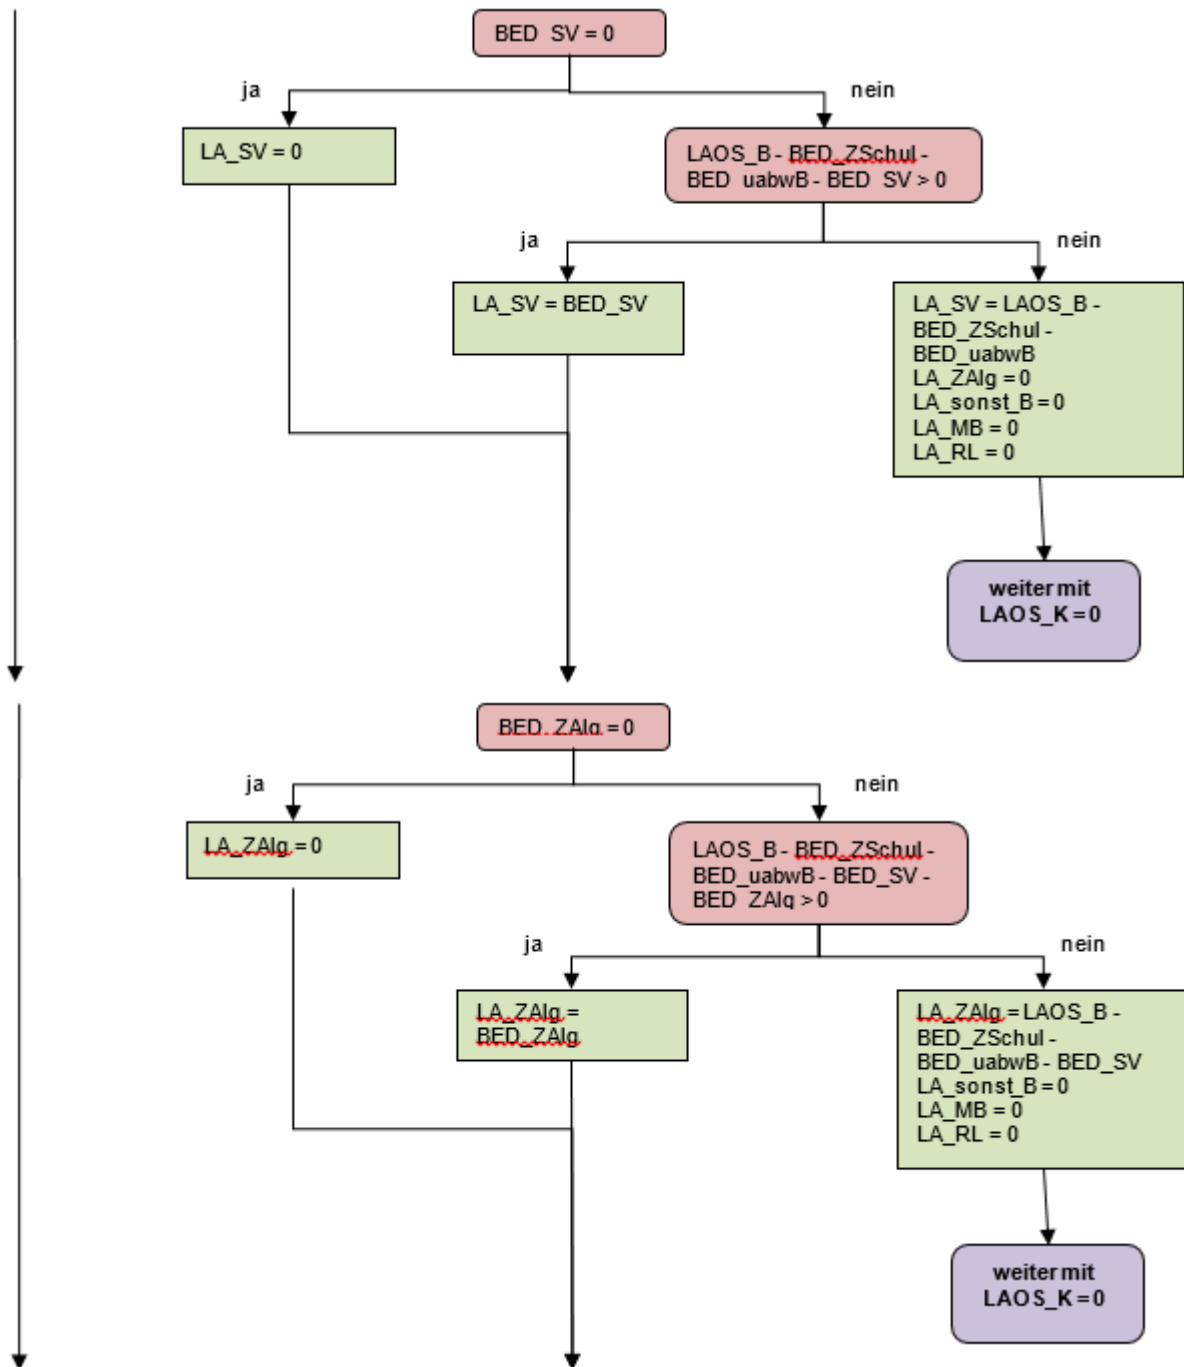 BED_SV = 0
ja
nein
LA_SV = 0
LAOS_B - BED_ZSchul -
BED_uabwB - BED_SV > 0
ja
nein
LA_SV = BED_SV
LA_SV = LAOS_B -
BED_ZSchul -
BED_uabwB
LA_ZAlg = 0
LA_sonst_B = 0
LA_MB = 0
LA_RL = 0
weiter mit
LAOS_K = 0
BED_ZAlg = 0
ja
nein
LA_ZAlg = 0
LAOS_B - BED_ZSchul -
BED_uabwB - BED_SV -
BED_ZAlg > 0
ja
nein
LA_ZAlg =
BED_ZAlg
LA_ZAlg = LAOS_B -
BED_ZSchul -
BED_uabwB - BED_SV
LA_sonst_B = 0
LA_MB = 0
LA_RL = 0
weiter mit
LAOS_K = 0